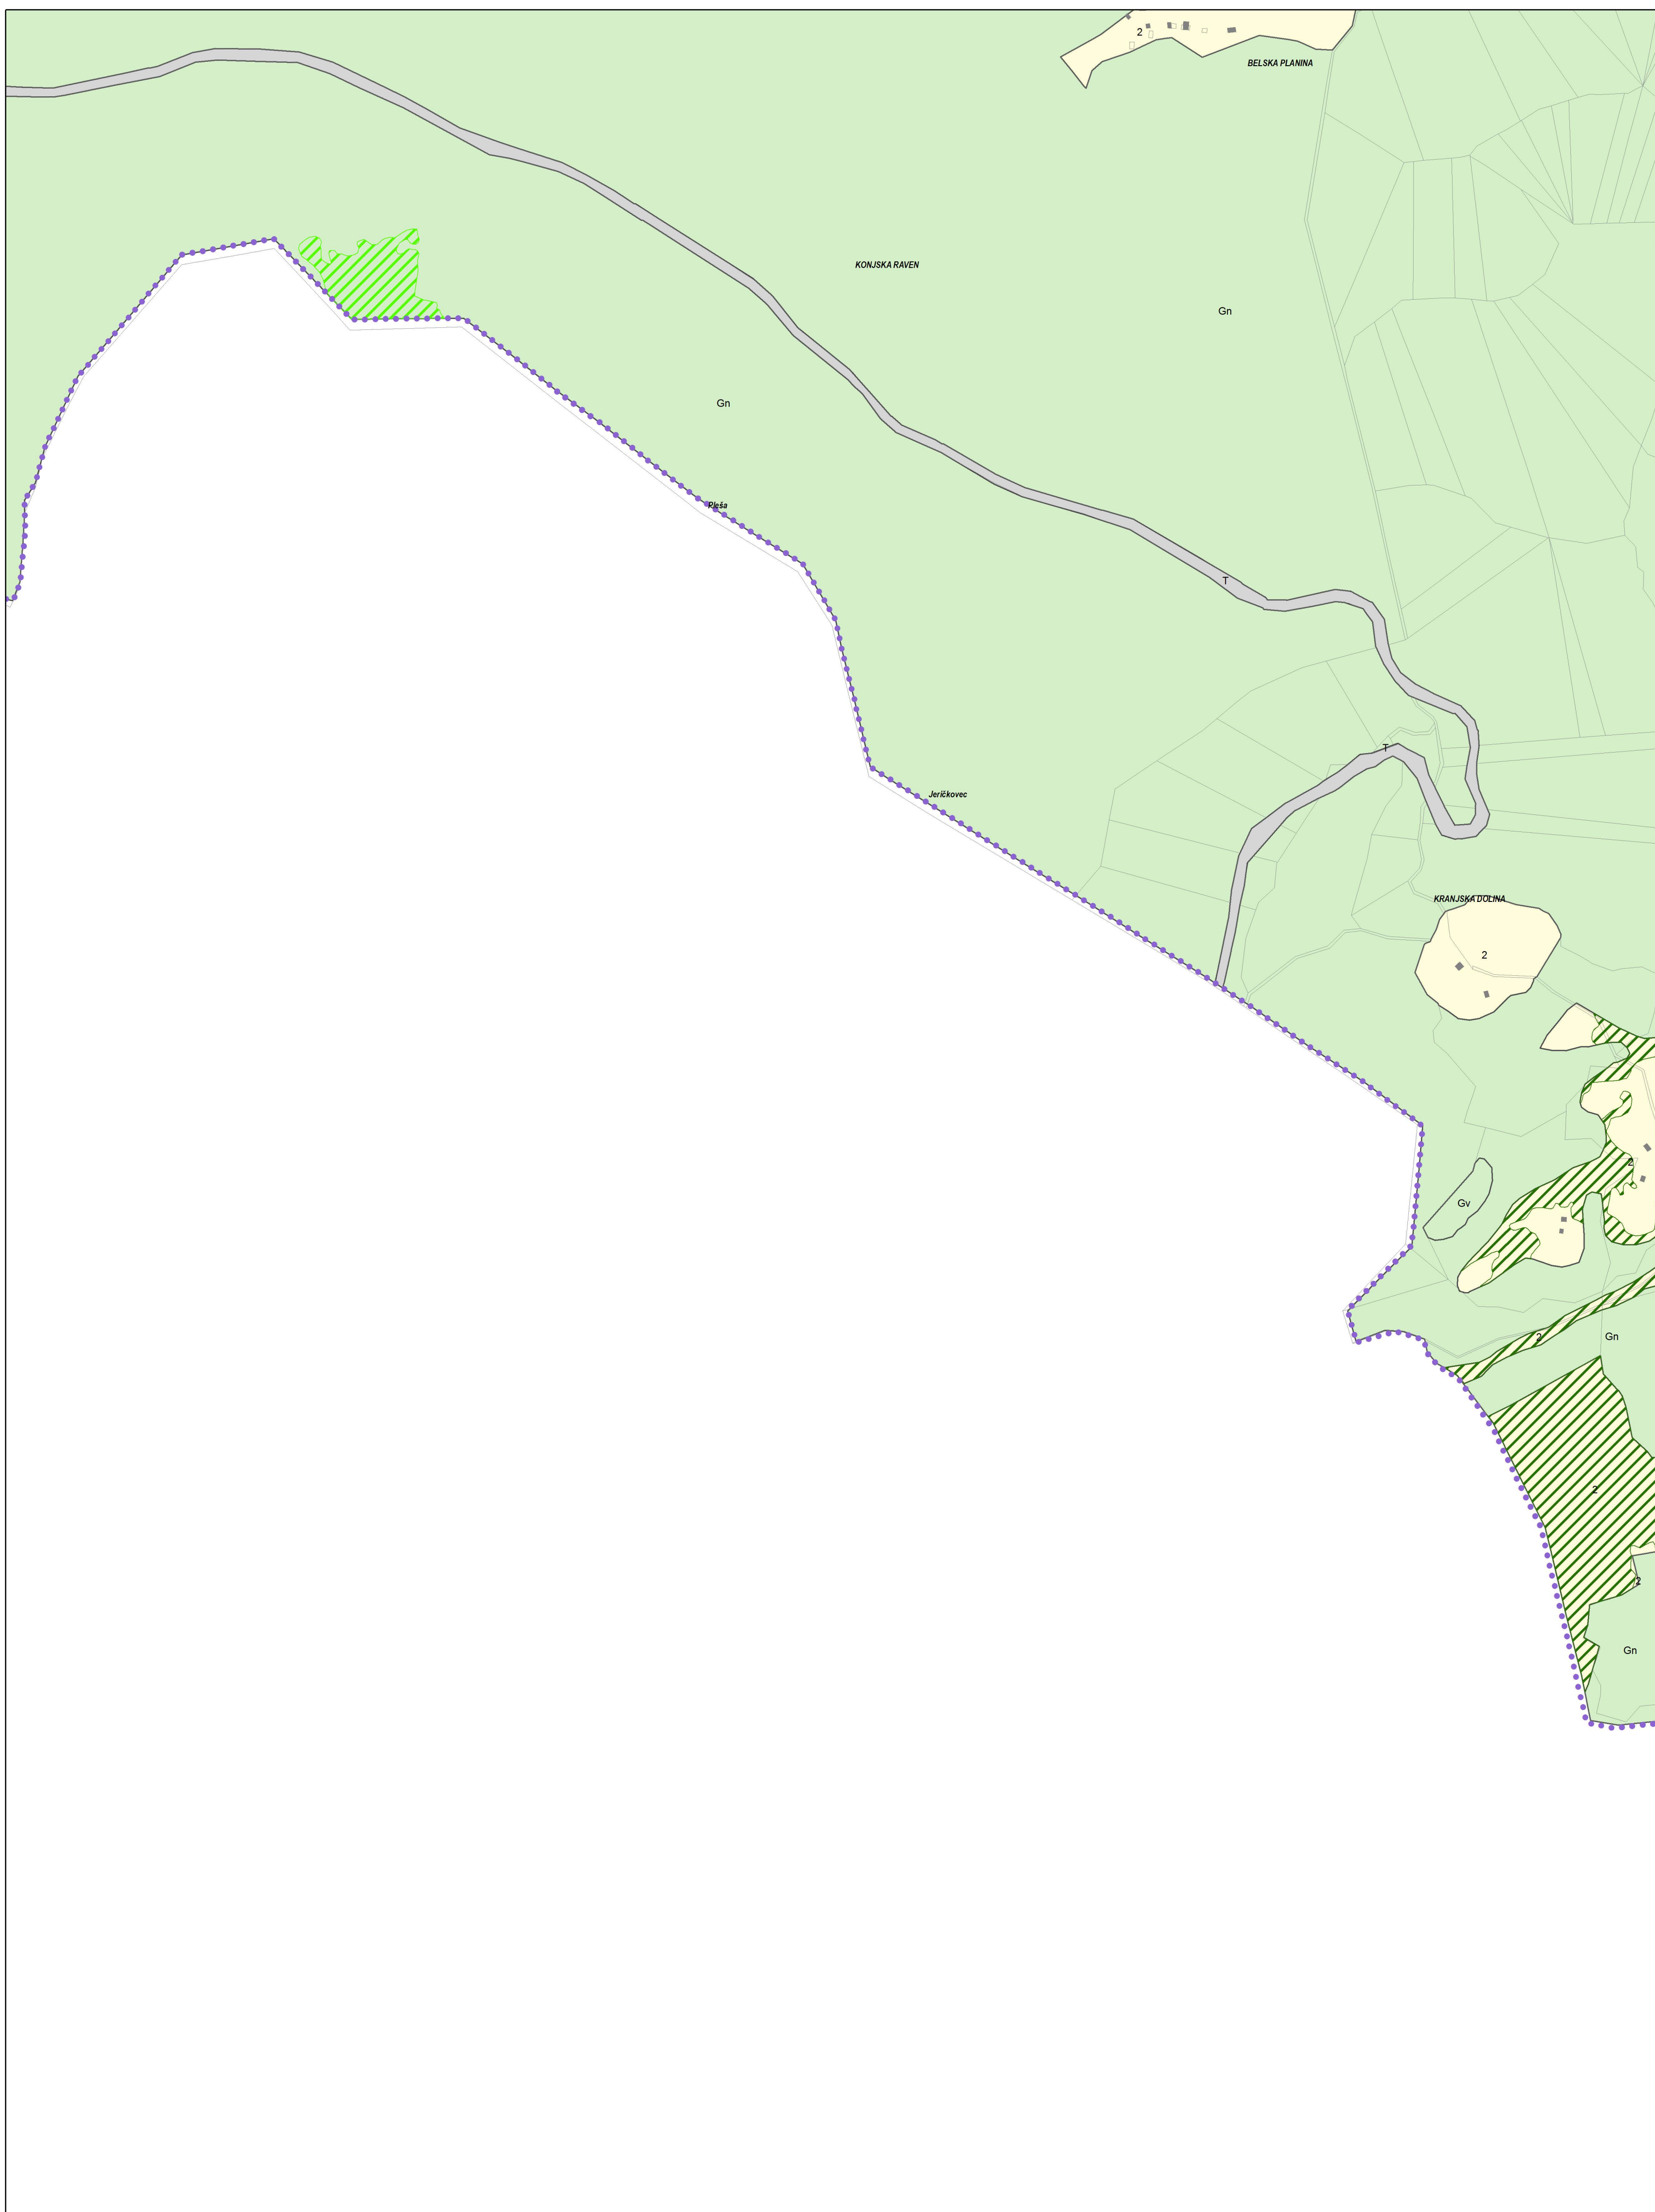 2
BELSKA PLANINA
KONJSKA RAVEN
Gn
Gn
Pleša
T
T
Jeričkovec
KRANJSKA DOLINA
2
2
Gv
2
Gn
2
2
Gn